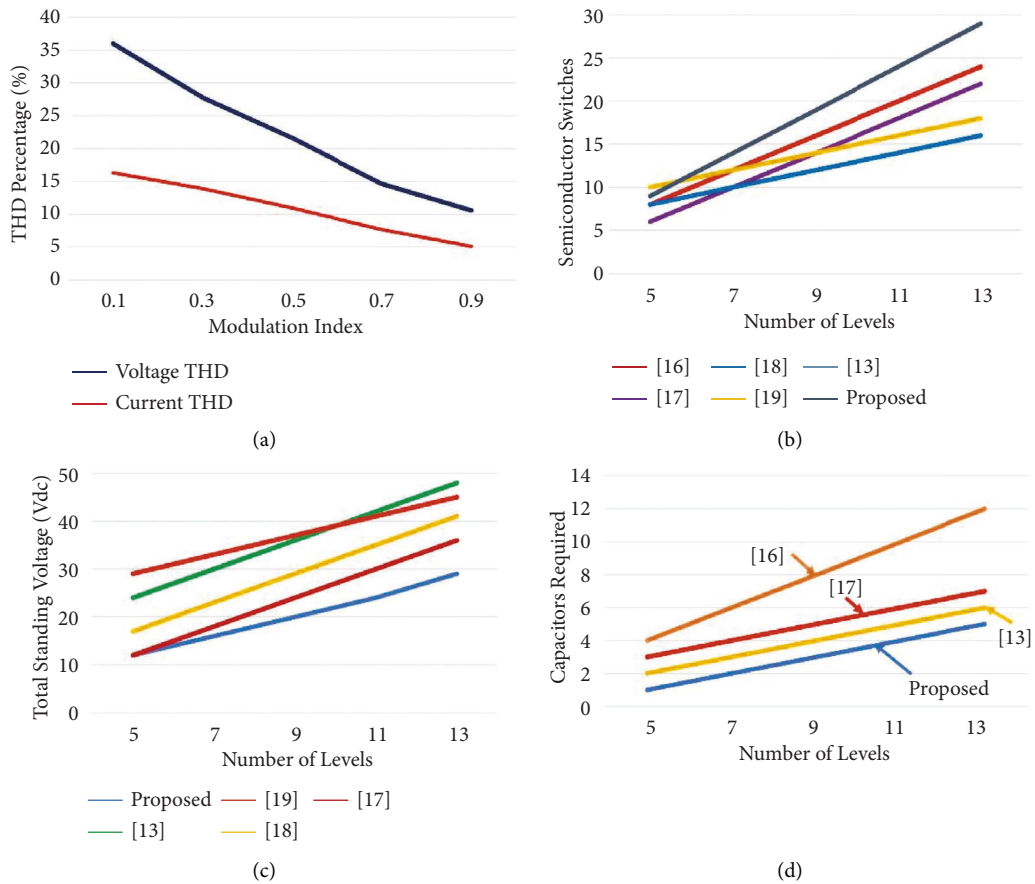 THD Percentage (%)
40
35
30
25
20
15
10
5
0
0.1 0.3 0.5 0.7 0.9
Modulation Index
Voltage THD
Current THD
(a)
Semiconductor Switches
30
25
20
15
10
5
0
5 7 9 11 13
Number of Levels
[16] [18] [13]
[17] [19] Proposed
(b)
Total Standing Voltage (Vdc)
50
40
30
20
10
0
5 7 9 11 13
Number of Levels
Proposed [19] [17]
[13] [18]
(c)
Capacitors Required
14
12
10
8
6
4
2
0
[16]
[17]
[13]
Proposed
5 7 9 11 13
Number of Levels
(d)